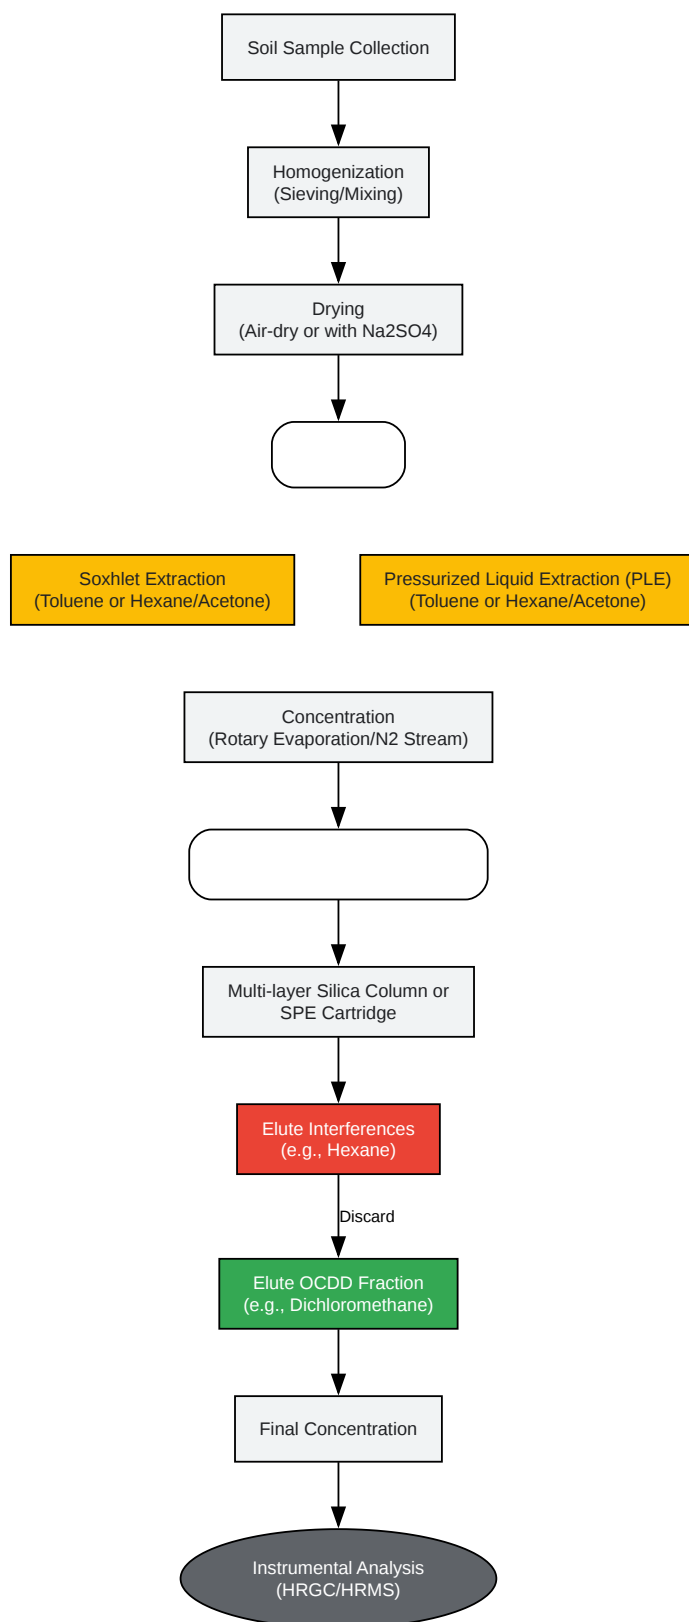 Soil Sample Collection
Homogenization
(Sieving/Mixing)
Drying
(Air-dry or with Na2SO4)
Soxhlet Extraction
(Toluene or Hexane/Acetone)
Pressurized Liquid Extraction (PLE)
(Toluene or Hexane/Acetone)
Concentration
(Rotary Evaporation/N2 Stream)
Multi-layer Silica Column or
SPE Cartridge
Elute Interferences
(e.g., Hexane)
Discard
Elute OCDD Fraction
(e.g., Dichloromethane)
Final Concentration
Instrumental Analysis
(HRGC/HRMS)